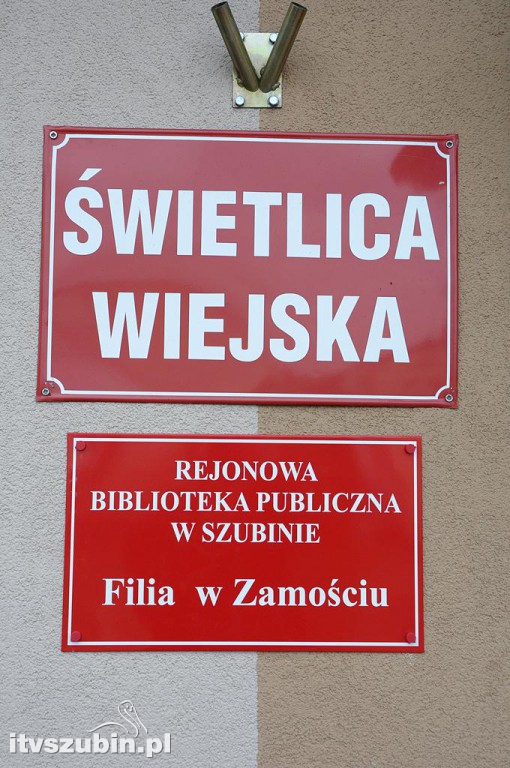 ŚWIETLICA
WIEJSKA
REJONOWA
BIBLIOTEKA PUBLICZNA
W SZUBINIE
Filia w Zamościu
itvszubin.pl